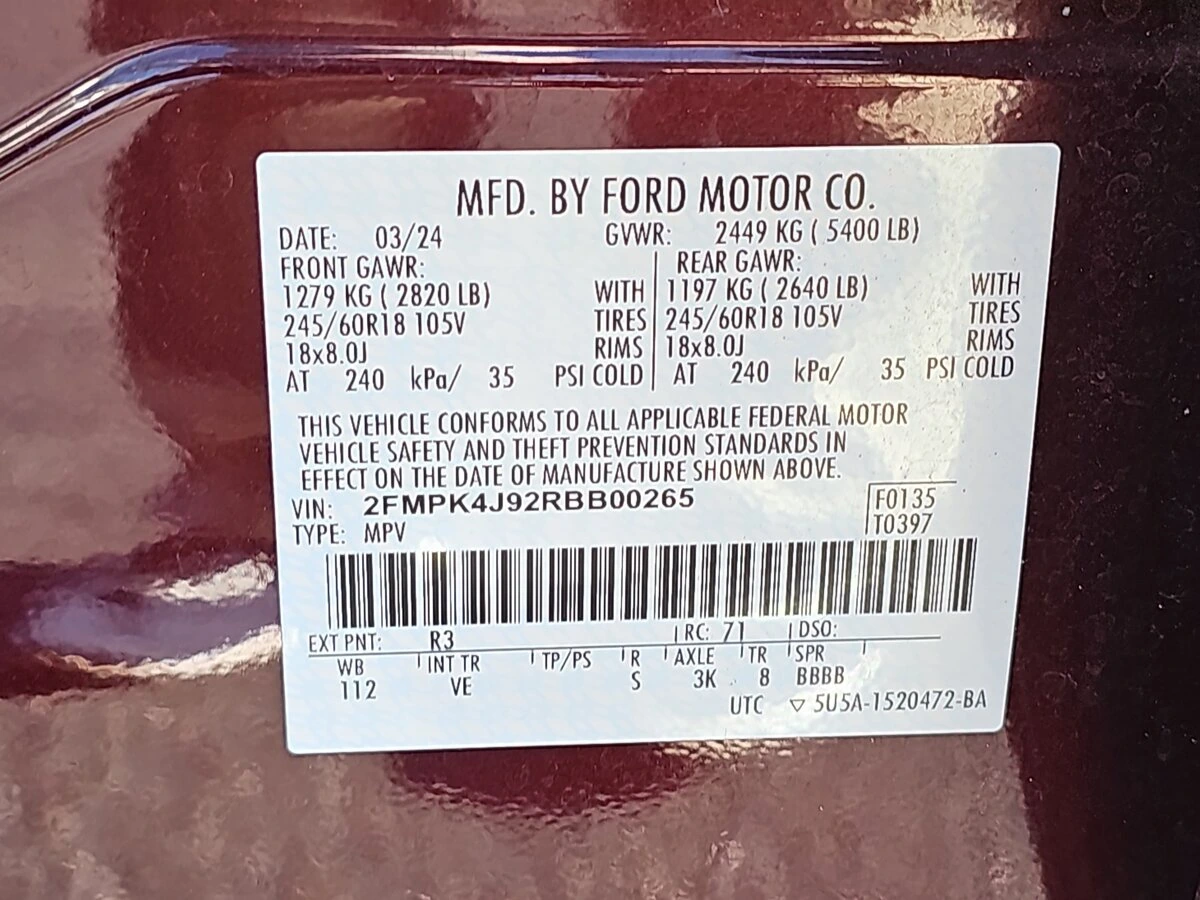 MFD. BY FORD MOTOR CO.
DATE: 03/24 GVWR: 2449 KG ( 5400 LB)
FRONT GAWR: REAR GAWR:
1279 KG ( 2820 LB) WITH 1197 KG ( 2640 LB) WITH
245/60R18 105V TIRES 245/60R18 105V TIRES
18x8.0J RIMS 18x8.0J RIMS
AT 240 kPa/ 35 PSI COLD AT 240 kPa/ 35 PSI COLD
THIS VEHICLE CONFORMS TO ALL APPLICABLE FEDERAL MOTOR
VEHICLE SAFETY AND THEFT PREVENTION STANDARDS IN
EFFECT ON THE DATE OF MANUFACTURE SHOWN ABOVE.
VIN: 2FMPK4J92RBB00265 F0135
TYPE: MPV T0397
EXT PNT: R3 RC: 71 DSO:
WB INT TR TP/PS R AXLE TR SPR
112 VE S 3K 8 BBBB
UTC ▽ 5U5A-1520472-BA